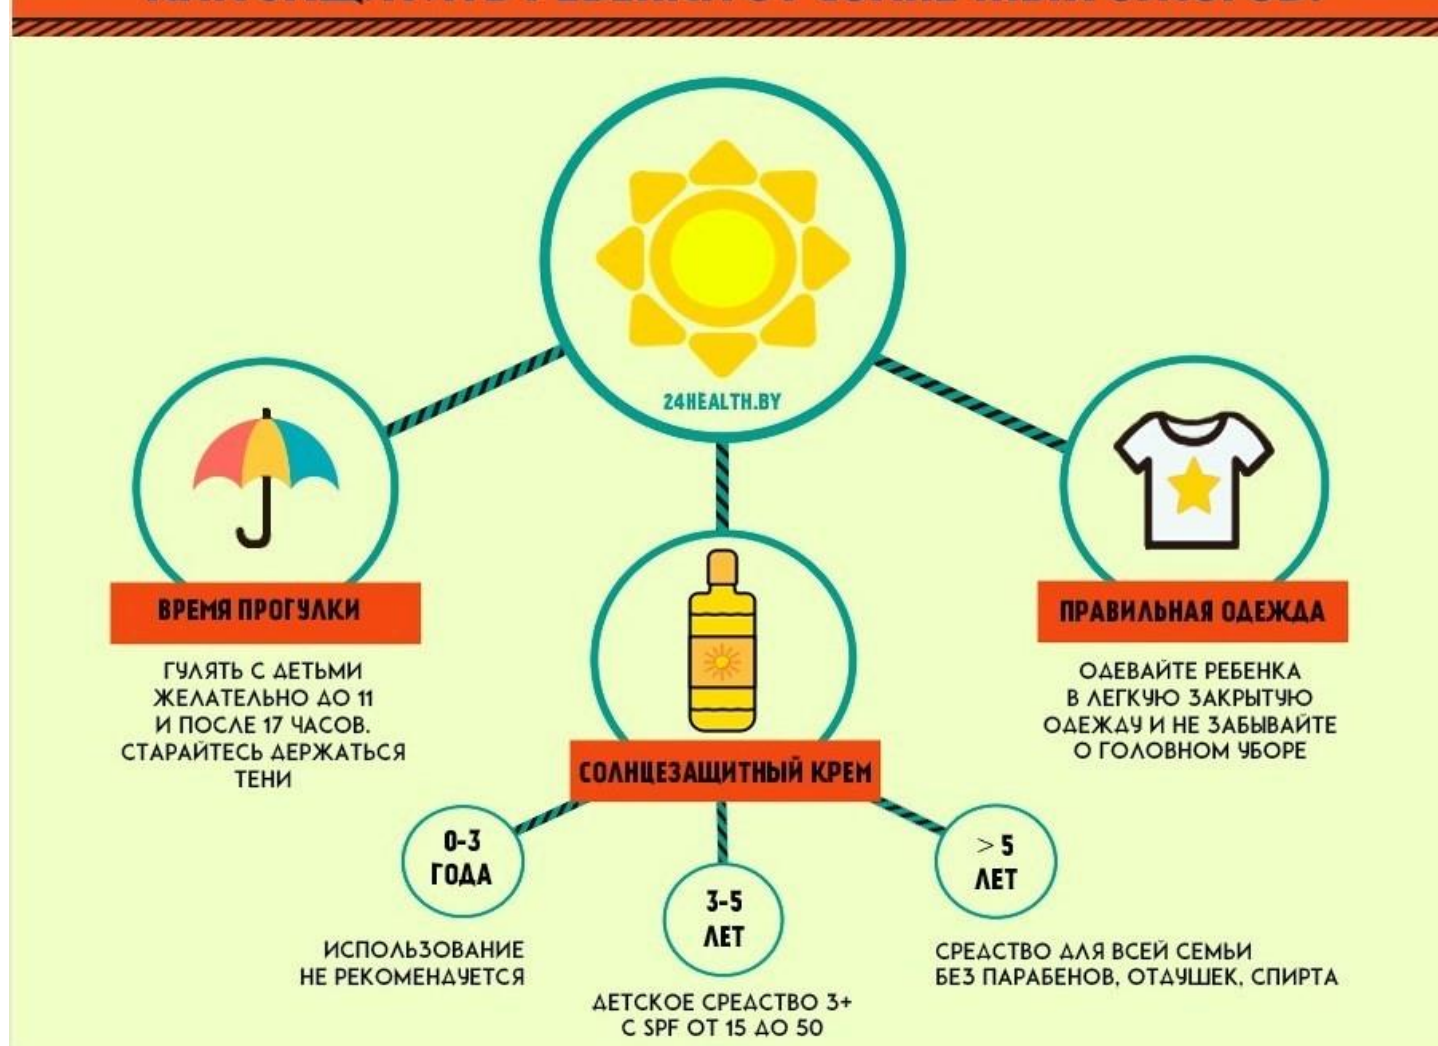 24HEALTH.BY
ВРЕМЯ ПРОГУЛКИ
ГУЛЯТЬ С ДЕТЬМИ
ЖЕЛАТЕЛЬНО ДО 11
И ПОСЛЕ 17 ЧАСОВ.
СТАРАЙТЕСЬ ДЕРЖАТЬСЯ
ТЕНИ
ПРАВИЛЬНАЯ ОДЕЖДА
ОДЕВАЙТЕ РЕБЕНКА
В ЛЕГКУЮ ЗАКРЫТУЮ
ОДЕЖДУ И НЕ ЗАБЫВАЙТЕ
О ГОЛОВНОМ УБОРЕ
СОЛНЦЕЗАЩИТНЫЙ КРЕМ
0-3
ГОДА
ИСПОЛЬЗОВАНИЕ
НЕ РЕКОМЕНДУЕТСЯ
3-5
ЛЕТ
ДЕТСКОЕ СРЕДСТВО 3+
С SPF ОТ 15 ДО 50
> 5
ЛЕТ
СРЕДСТВО ДЛЯ ВСЕЙ СЕМЬИ
БЕЗ ПАРАБЕНОВ, ОТДУШЕК, СПИРТА